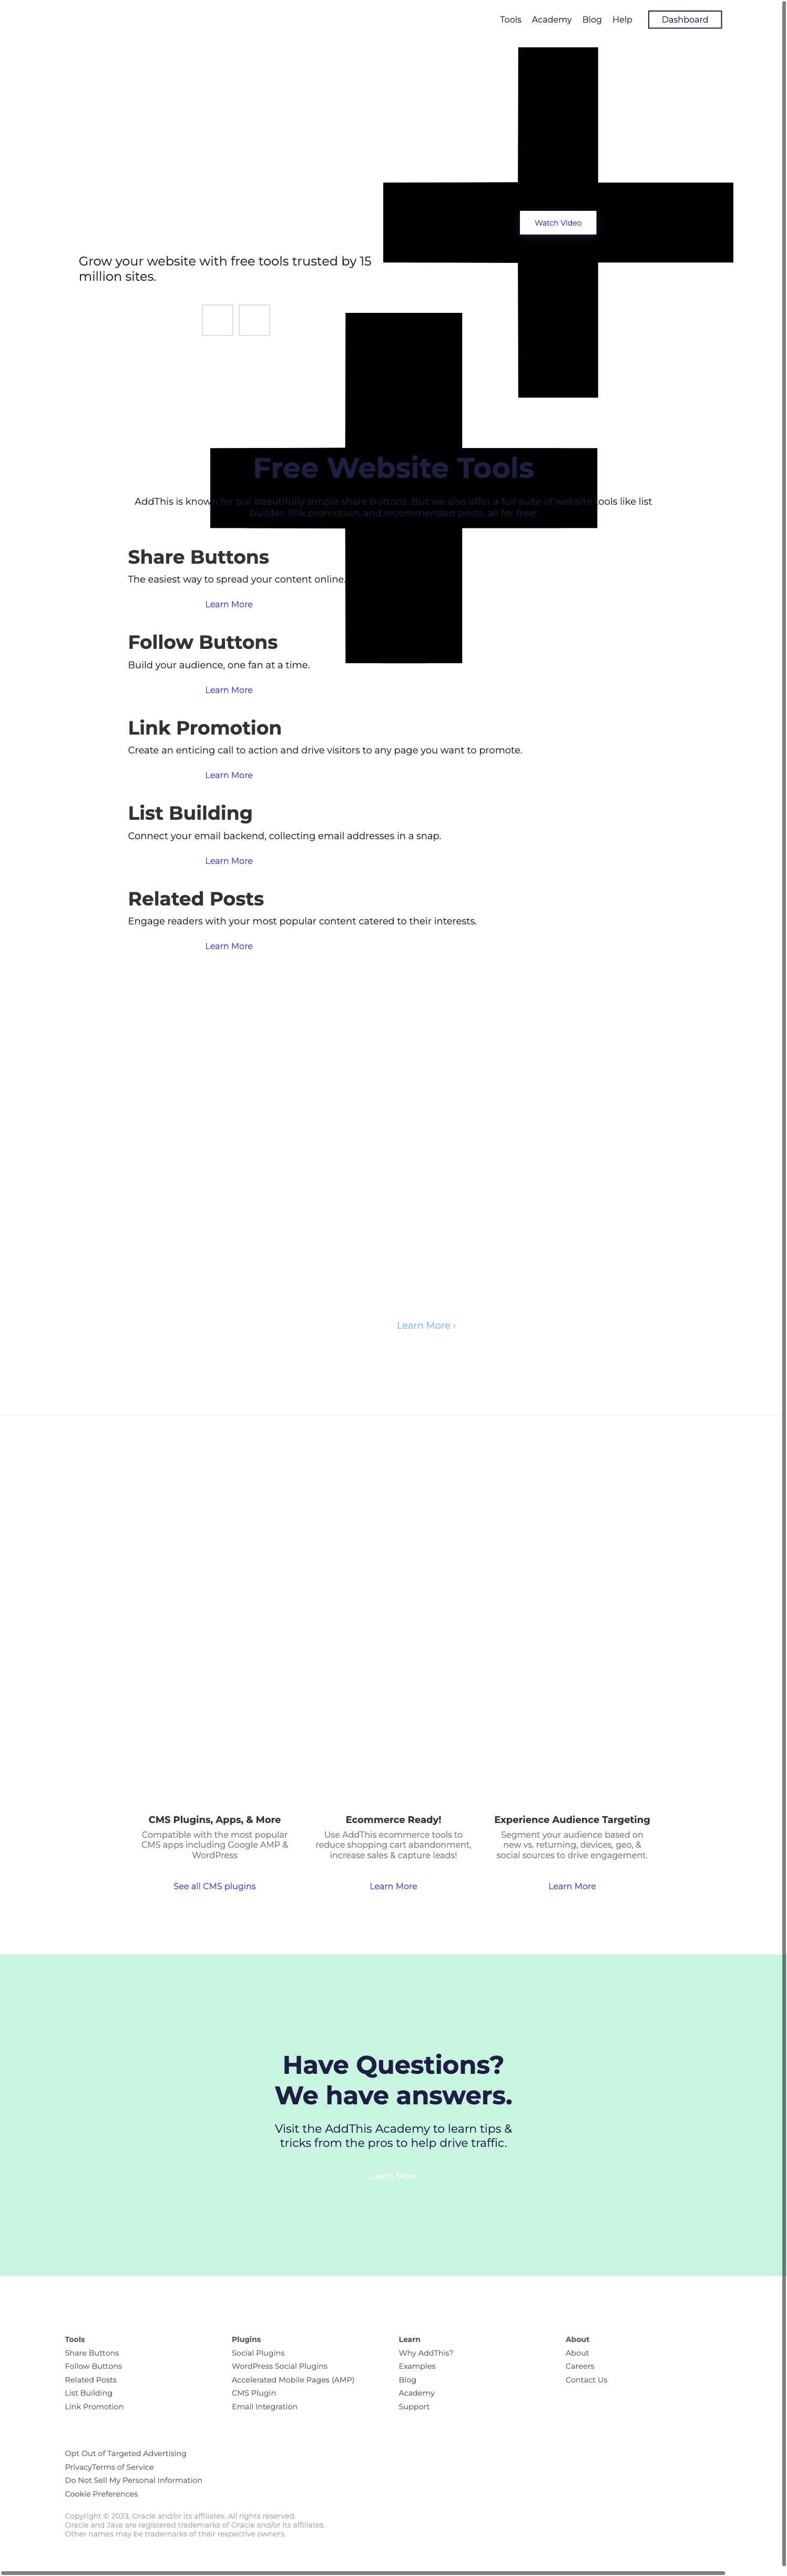 Tools Academy Blog Help Dashboard
Watch Video
Grow your website with free tools trusted by 15
million sites.
Free Website Tools
AddThis is known for our beautifully simple share buttons. But we also offer a full suite of website tools like list
builder, link promotion, and recommended posts, all for free!
Share Buttons
The easiest way to spread your content online.
Learn More
Follow Buttons
Build your audience, one fan at a time.
Learn More
Link Promotion
Create an enticing call to action and drive visitors to any page you want to promote.
Learn More
List Building
Connect your email backend, collecting email addresses in a snap.
Learn More
Related Posts
Engage readers with your most popular content catered to their interests.
Learn More
Learn More ›
CMS Plugins, Apps, & More
Compatible with the most popular
CMS apps including Google AMP &
WordPress
See all CMS plugins
Ecommerce Ready!
Use AddThis ecommerce tools to
reduce shopping cart abandonment,
increase sales & capture leads!
Learn More
Experience Audience Targeting
Segment your audience based on
new vs. returning, devices, geo, &
social sources to drive engagement.
Learn More
Have Questions?
We have answers.
Visit the AddThis Academy to learn tips &
tricks from the pros to help drive traffic.
Learn More
Tools
Share Buttons
Follow Buttons
Related Posts
List Building
Link Promotion
Plugins
Social Plugins
WordPress Social Plugins
Accelerated Mobile Pages (AMP)
CMS Plugin
Email Integration
Learn
Why AddThis?
Examples
Blog
Academy
Support
About
About
Careers
Contact Us
Opt Out of Targeted Advertising
PrivacyTerms of Service
Do Not Sell My Personal Information
Cookie Preferences
Copyright © 2023, Oracle and/or its affiliates. All rights reserved.
Oracle and Java are registered trademarks of Oracle and/or its affiliates.
Other names may be trademarks of their respective owners.